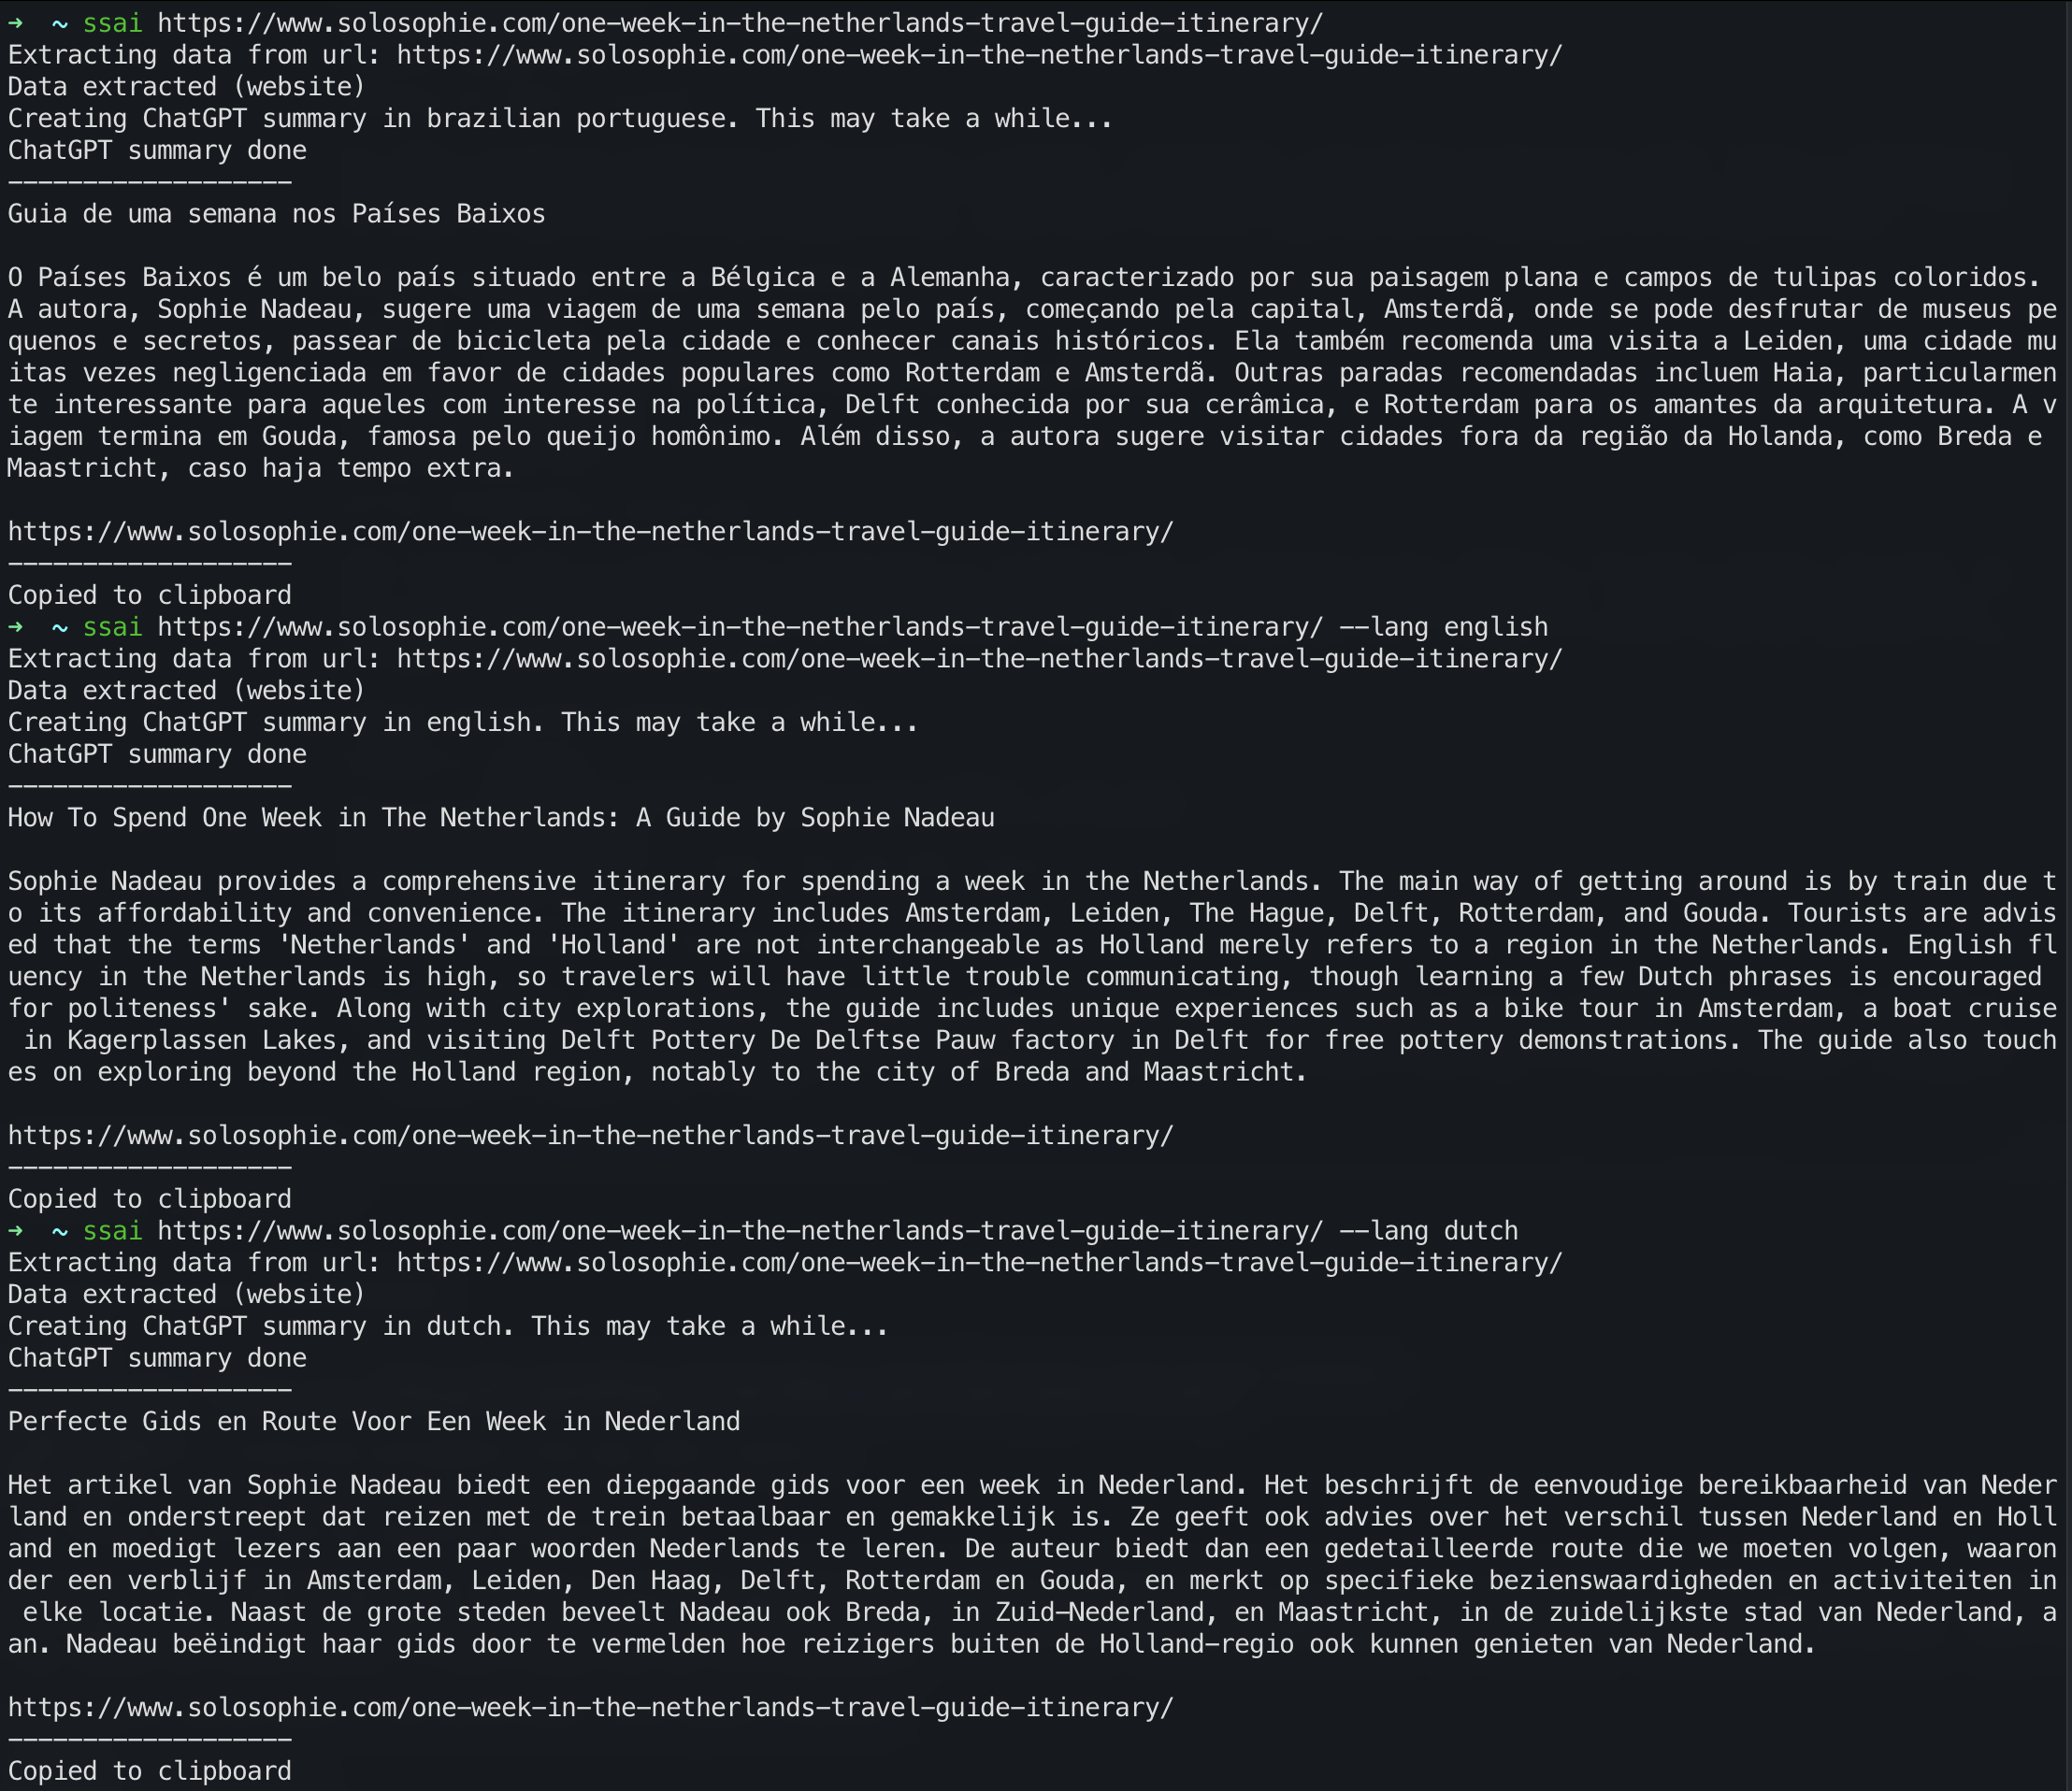 ➜  ~ ssai https://www.solosophie.com/one-week-in-the-netherlands-travel-guide-itinerary/
Extracting data from url: https://www.solosophie.com/one-week-in-the-netherlands-travel-guide-itinerary/
Data extracted (website)
Creating ChatGPT summary in brazilian portuguese. This may take a while...
ChatGPT summary done
-------------------
Guia de uma semana nos Países Baixos

O Países Baixos é um belo país situado entre a Bélgica e a Alemanha, caracterizado por sua paisagem plana e campos de tulipas coloridos.
A autora, Sophie Nadeau, sugere uma viagem de uma semana pelo país, começando pela capital, Amsterdã, onde se pode desfrutar de museus pe
quenos e secretos, passear de bicicleta pela cidade e conhecer canais históricos. Ela também recomenda uma visita a Leiden, uma cidade mu
itas vezes negligenciada em favor de cidades populares como Rotterdam e Amsterdã. Outras paradas recomendadas incluem Haia, particularmen
te interessante para aqueles com interesse na política, Delft conhecida por sua cerâmica, e Rotterdam para os amantes da arquitetura. A v
iagem termina em Gouda, famosa pelo queijo homônimo. Além disso, a autora sugere visitar cidades fora da região da Holanda, como Breda e
Maastricht, caso haja tempo extra.

https://www.solosophie.com/one-week-in-the-netherlands-travel-guide-itinerary/
-------------------
Copied to clipboard
➜  ~ ssai https://www.solosophie.com/one-week-in-the-netherlands-travel-guide-itinerary/ --lang english
Extracting data from url: https://www.solosophie.com/one-week-in-the-netherlands-travel-guide-itinerary/
Data extracted (website)
Creating ChatGPT summary in english. This may take a while...
ChatGPT summary done
-------------------
How To Spend One Week in The Netherlands: A Guide by Sophie Nadeau

Sophie Nadeau provides a comprehensive itinerary for spending a week in the Netherlands. The main way of getting around is by train due t
o its affordability and convenience. The itinerary includes Amsterdam, Leiden, The Hague, Delft, Rotterdam, and Gouda. Tourists are advis
ed that the terms 'Netherlands' and 'Holland' are not interchangeable as Holland merely refers to a region in the Netherlands. English fl
uency in the Netherlands is high, so travelers will have little trouble communicating, though learning a few Dutch phrases is encouraged
for politeness' sake. Along with city explorations, the guide includes unique experiences such as a bike tour in Amsterdam, a boat cruise
 in Kagerplassen Lakes, and visiting Delft Pottery De Delftse Pauw factory in Delft for free pottery demonstrations. The guide also touch
es on exploring beyond the Holland region, notably to the city of Breda and Maastricht.

https://www.solosophie.com/one-week-in-the-netherlands-travel-guide-itinerary/
-------------------
Copied to clipboard
➜  ~ ssai https://www.solosophie.com/one-week-in-the-netherlands-travel-guide-itinerary/ --lang dutch
Extracting data from url: https://www.solosophie.com/one-week-in-the-netherlands-travel-guide-itinerary/
Data extracted (website)
Creating ChatGPT summary in dutch. This may take a while...
ChatGPT summary done
-------------------
Perfecte Gids en Route Voor Een Week in Nederland

Het artikel van Sophie Nadeau biedt een diepgaande gids voor een week in Nederland. Het beschrijft de eenvoudige bereikbaarheid van Neder
land en onderstreept dat reizen met de trein betaalbaar en gemakkelijk is. Ze geeft ook advies over het verschil tussen Nederland en Holl
and en moedigt lezers aan een paar woorden Nederlands te leren. De auteur biedt dan een gedetailleerde route die we moeten volgen, waaron
der een verblijf in Amsterdam, Leiden, Den Haag, Delft, Rotterdam en Gouda, en merkt op specifieke bezienswaardigheden en activiteiten in
 elke locatie. Naast de grote steden beveelt Nadeau ook Breda, in Zuid-Nederland, en Maastricht, in de zuidelijkste stad van Nederland, a
an. Nadeau beëindigt haar gids door te vermelden hoe reizigers buiten de Holland-regio ook kunnen genieten van Nederland.

https://www.solosophie.com/one-week-in-the-netherlands-travel-guide-itinerary/
-------------------
Copied to clipboard